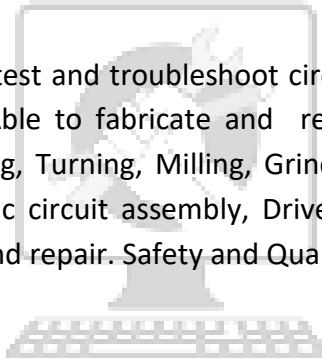 test and troubleshoot cir
ble to fabricate and re
g, Turning, Milling, Grin
c circuit assembly, Drive
nd repair. Safety and Qua